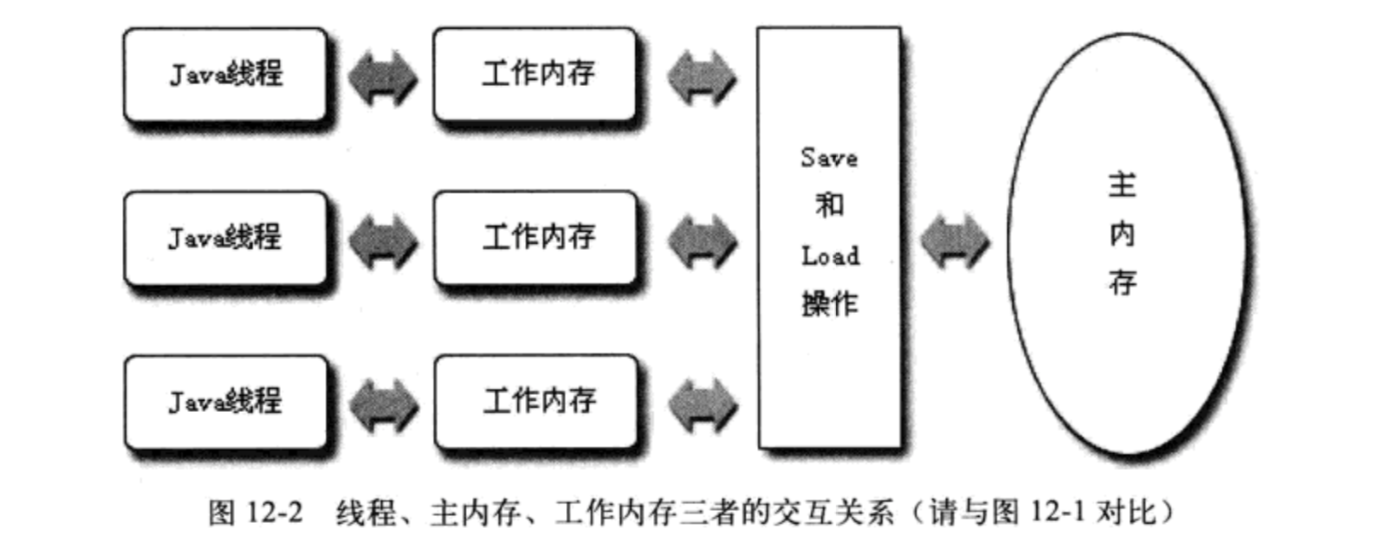 Java线程
工作内存
Java线程
工作内存
Java线程
工作内存
Save
和
Load
操作
主
内
存
图 12-2 线程、主内存、工作内存三者的交互关系（请与图 12-1 对比）